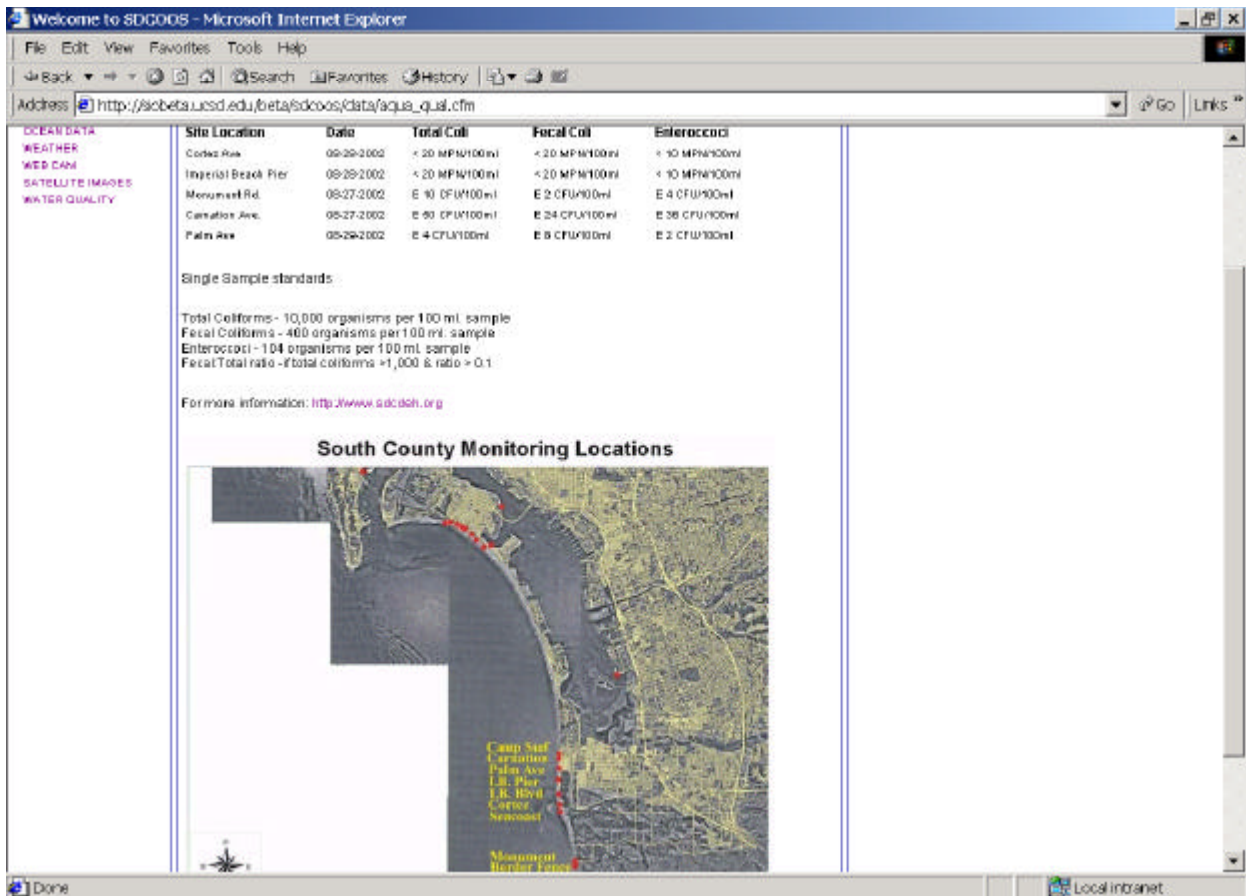 Welcome to SDCOOS - Microsoft Internet Explorer
File Edit View Favorites Tools Help
Back Search Favorites History
Address http://siobeta.ucsd.edu/beta/sdcoos/data/aqua_qual.cfm Go Links
OCEAN DATA
WEATHER
WEB CAM
SATELLITE IMAGES
WATER QUALITY
Site Location Date Total Coli Fecal Coli Enteroccoci
Cortez Ave 08-28-2002 < 20 MPN/100ml < 20 MPN/100ml < 10 MPN/100ml
Imperial Beach Pier 08-28-2002 < 20 MPN/100ml < 20 MPN/100ml < 10 MPN/100ml
Monument Rd. 08-27-2002 E 10 CFU/100ml E 2 CFU/100ml E 4 CFU/100ml
Carnation Ave. 08-27-2002 E 60 CFU/100ml E 24 CFU/100ml E 36 CFU/100ml
Palm Ave 08-29-2002 E 4 CFU/100ml E 8 CFU/100ml E 2 CFU/100ml
Single Sample standards
Total Coliforms - 10,000 organisms per 100 ml. sample
Fecal Coliforms - 400 organisms per 100 ml. sample
Enteroccoci - 104 organisms per 100 ml. sample
Fecal:Total ratio - if total coliforms >1,000 & ratio > 0.1
For more information: http://www.sdcdeh.org
South County Monitoring Locations
Camp Surf
Carnation
Palm Ave
I.B. Pier
I.B. Blvd
Cortez
Seacoast
Monument
Border Fence
Done Local intranet